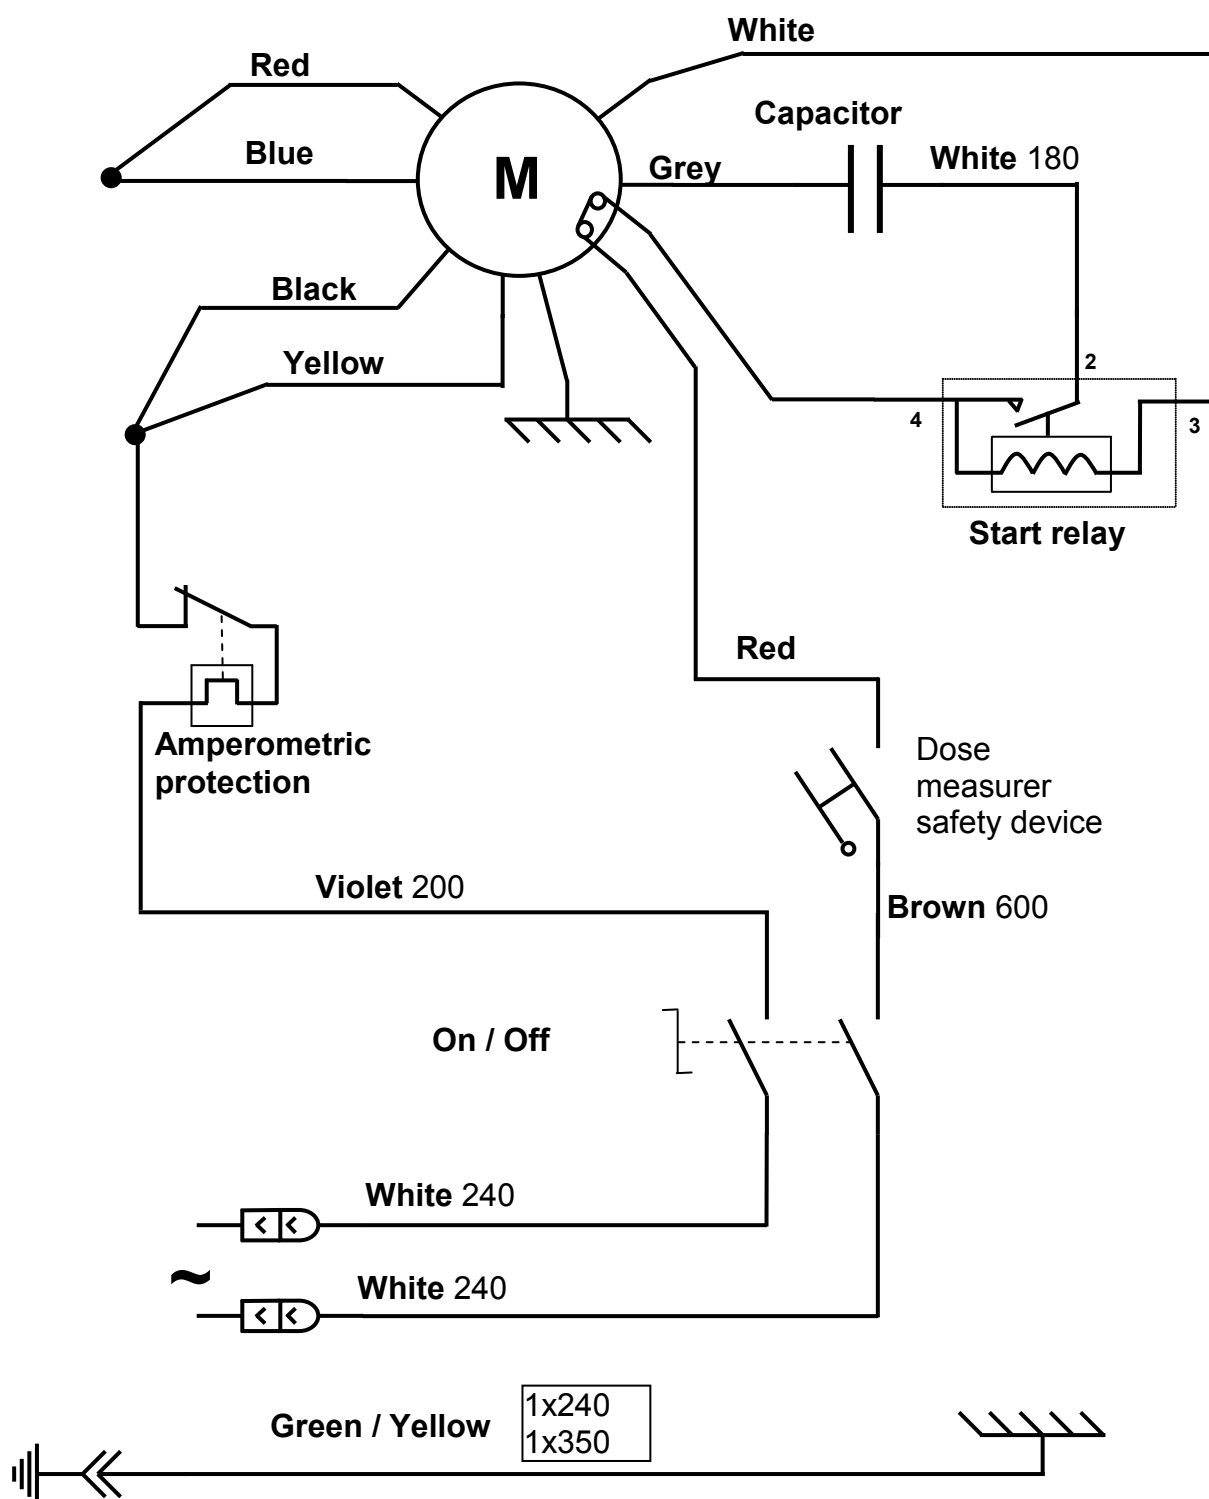 White
Red
Capacitor
Blue
M
Grey
White 180
Black
Yellow
2
4
3
Start relay
Red
Amperometric
protection
Dose
measurer
safety device
Violet 200
Brown 600
On / Off
White 240
~
White 240
Green / Yellow
1x240
1x350